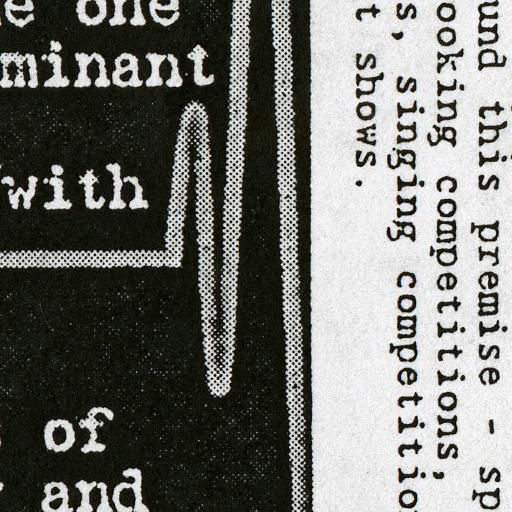 one
minant
with
of
and
und this premise - sp
ooking competitions,
s, singing competitio
t shows.